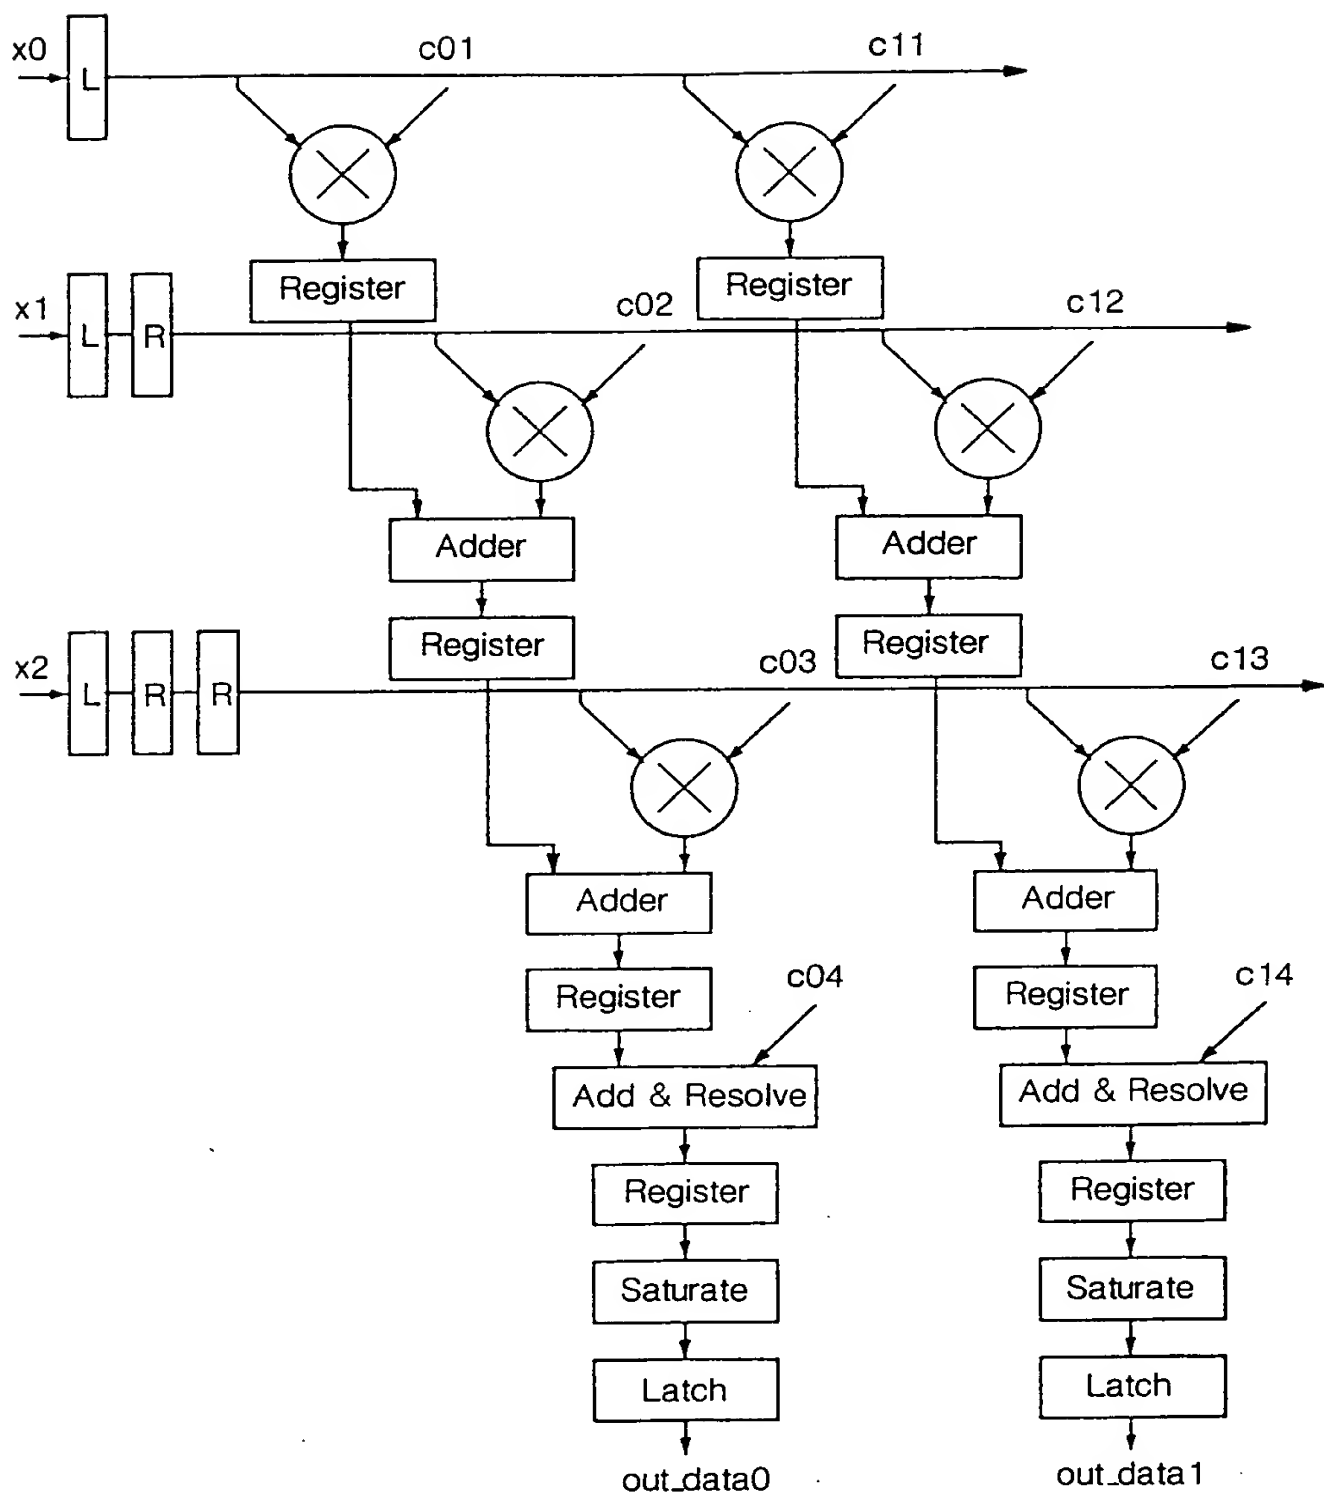 x0
L
c01
c11
Register
Register
x1
L
R
c02
c12
Adder
Adder
Register
Register
x2
L
R
R
c03
c13
Adder
Adder
Register
c04
Register
c14
Add & Resolve
Add & Resolve
Register
Register
Saturate
Saturate
Latch
Latch
out_data0
out_data1